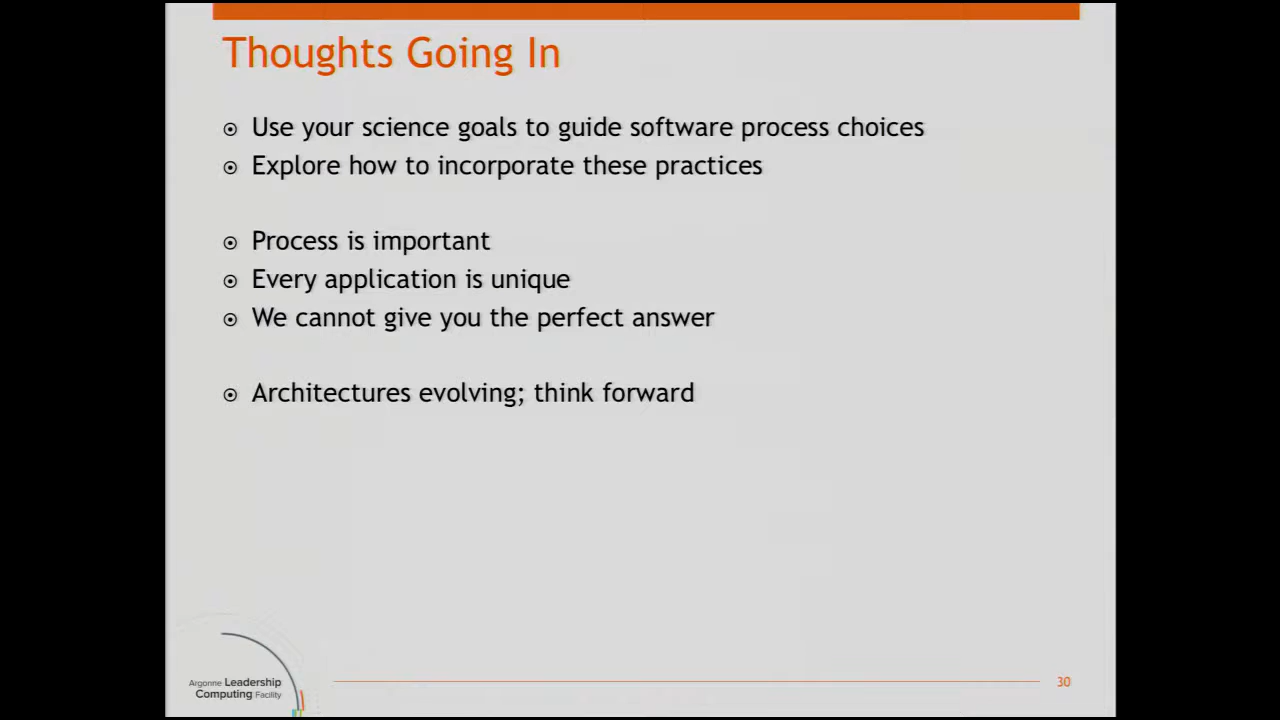 Thoughts Going In
Use your science goals to guide software process choices
Explore how to incorporate these practices
Process is important
Every application is unique
We cannot give you the perfect answer
Architectures evolving; think forward
Argonne Leadership
Computing Facility
30